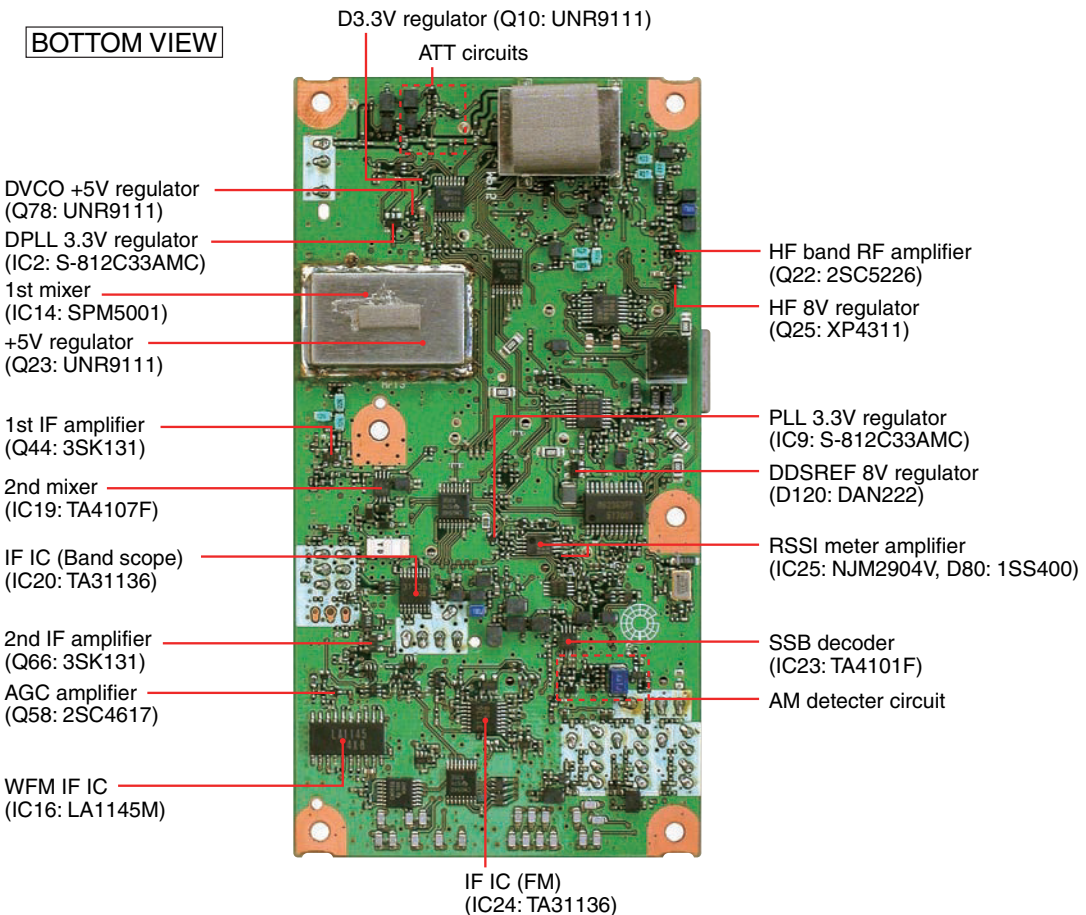 BOTTOM VIEW
D3.3V regulator (Q10: UNR9111)
ATT circuits
DVCO +5V regulator
(Q78: UNR9111)
DPLL 3.3V regulator
(IC2: S-812C33AMC)
1st mixer
(IC14: SPM5001)
+5V regulator
(Q23: UNR9111)
1st IF amplifier
(Q44: 3SK131)
2nd mixer
(IC19: TA4107F)
IF IC (Band scope)
(IC20: TA31136)
2nd IF amplifier
(Q66: 3SK131)
AGC amplifier
(Q58: 2SC4617)
WFM IF IC
(IC16: LA1145M)
HF band RF amplifier
(Q22: 2SC5226)
HF 8V regulator
(Q25: XP4311)
PLL 3.3V regulator
(IC9: S-812C33AMC)
DDSREF 8V regulator
(D120: DAN222)
RSSI meter amplifier
(IC25: NJM2904V, D80: 1SS400)
SSB decoder
(IC23: TA4101F)
AM detecter circuit
IF IC (FM)
(IC24: TA31136)
LA1145